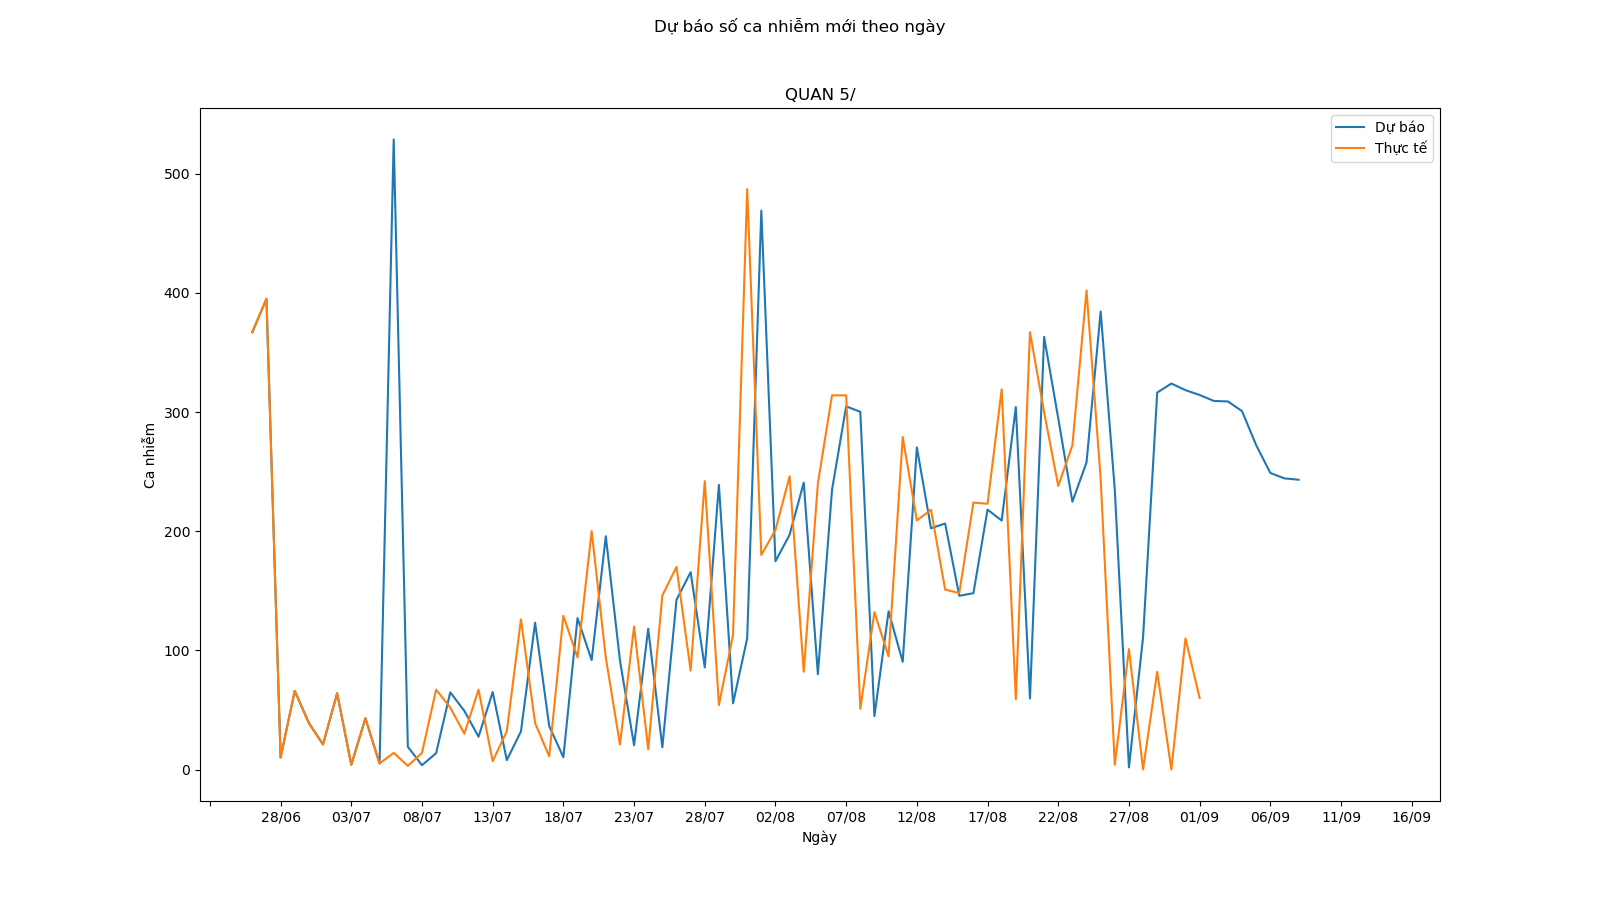 Dự báo số ca nhiễm mới theo ngày
QUAN 5/
Dự báo
Thực tế
500
400
300
200
100
0
Ca nhiễm
28/06 03/07 08/07 13/07 18/07 23/07 28/07 02/08 07/08 12/08 17/08 22/08 27/08 01/09 06/09 11/09 16/09
Ngày